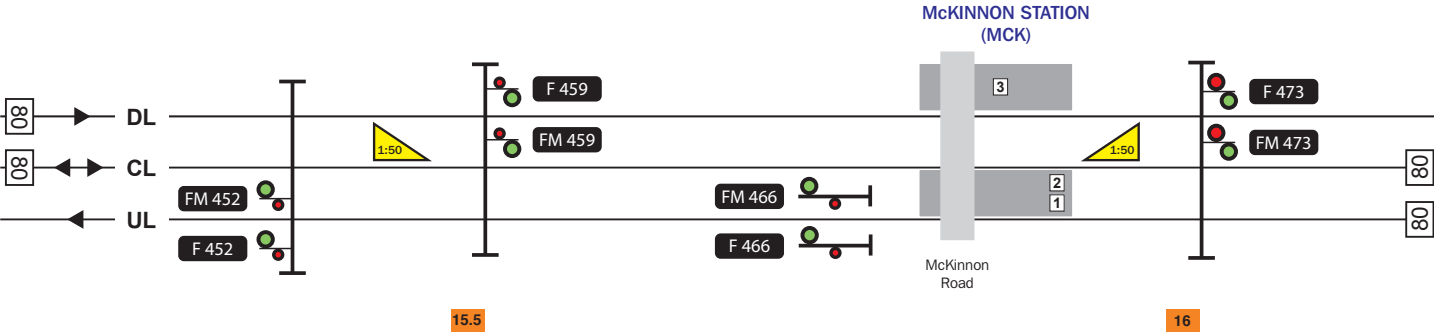 McKINNON STATION
(MCK)
F 459
3
F 473
80
DL
1:50
FM 459
1:50
FM 473
80
CL
80
FM 452
FM 466
2
1
UL
80
F 452
F 466
McKinnon
Road
15.5
16